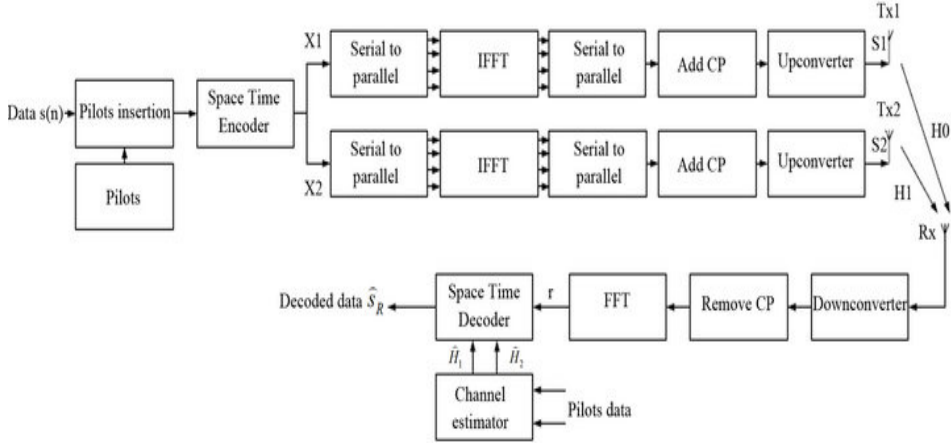 Tx1
X1
Serial to
parallel
IFFT
Serial to
parallel
Add CP
Upconverter
S1
Data s(n)
Pilots insertion
Space Time
Encoder
Tx2
H0
X2
Serial to
parallel
IFFT
Serial to
parallel
Add CP
Upconverter
S2
H1
Pilots
Rx
Decoded data ŝ_R
Space Time
Decoder
r
FFT
Remove CP
Downconverter
Ĥ₁
Ĥ₂
Channel
estimator
Pilots data